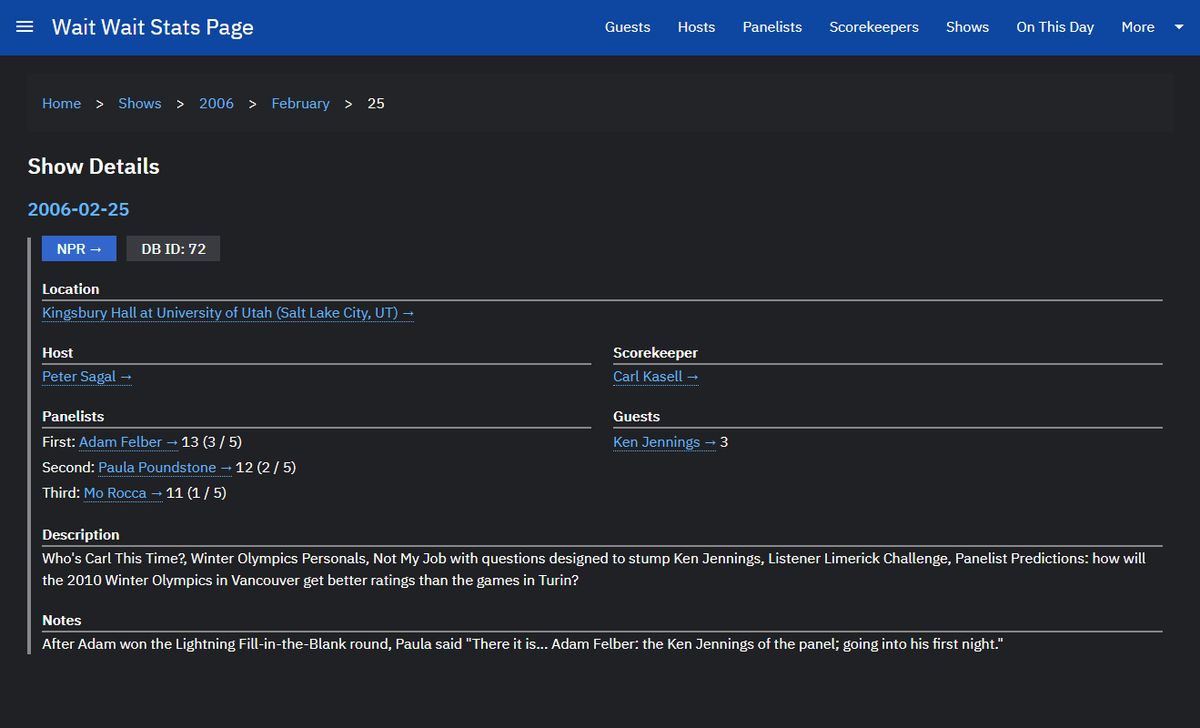 Wait Wait Stats Page
Guests Hosts Panelists Scorekeepers Shows On This Day More
Home > Shows > 2006 > February > 25
Show Details
2006-02-25
NPR → DB ID: 72
Location
Kingsbury Hall at University of Utah (Salt Lake City, UT) →
Host
Peter Sagal →
Scorekeeper
Carl Kasell →
Panelists
First: Adam Felber → 13 (3 / 5)
Second: Paula Poundstone → 12 (2 / 5)
Third: Mo Rocca → 11 (1 / 5)
Guests
Ken Jennings → 3
Description
Who's Carl This Time?, Winter Olympics Personals, Not My Job with questions designed to stump Ken Jennings, Listener Limerick Challenge, Panelist Predictions: how will
the 2010 Winter Olympics in Vancouver get better ratings than the games in Turin?
Notes
After Adam won the Lightning Fill-in-the-Blank round, Paula said "There it is... Adam Felber: the Ken Jennings of the panel; going into his first night."